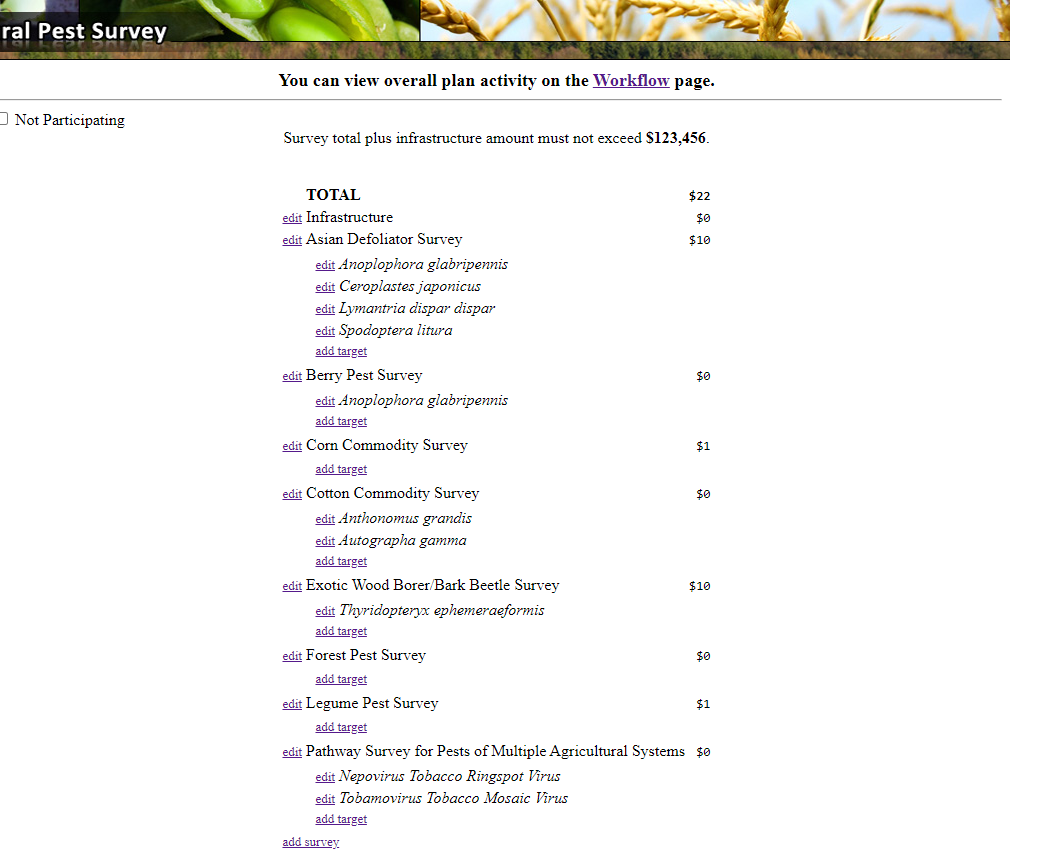 ral Pest Survey
You can view overall plan activity on the Workflow page.
Not Participating
Survey total plus infrastructure amount must not exceed $123,456.
TOTAL $22
edit Infrastructure $0
edit Asian Defoliator Survey $10
edit Anoplophora glabripennis
edit Ceroplastes japonicus
edit Lymantria dispar dispar
edit Spodoptera litura
add target
edit Berry Pest Survey $0
edit Anoplophora glabripennis
add target
edit Corn Commodity Survey $1
add target
edit Cotton Commodity Survey $0
edit Anthonomus grandis
edit Autographa gamma
add target
edit Exotic Wood Borer/Bark Beetle Survey $10
edit Thyridopteryx ephemeraeformis
add target
edit Forest Pest Survey $0
add target
edit Legume Pest Survey $1
add target
edit Pathway Survey for Pests of Multiple Agricultural Systems $0
edit Nepovirus Tobacco Ringspot Virus
edit Tobamovirus Tobacco Mosaic Virus
add target
add survey